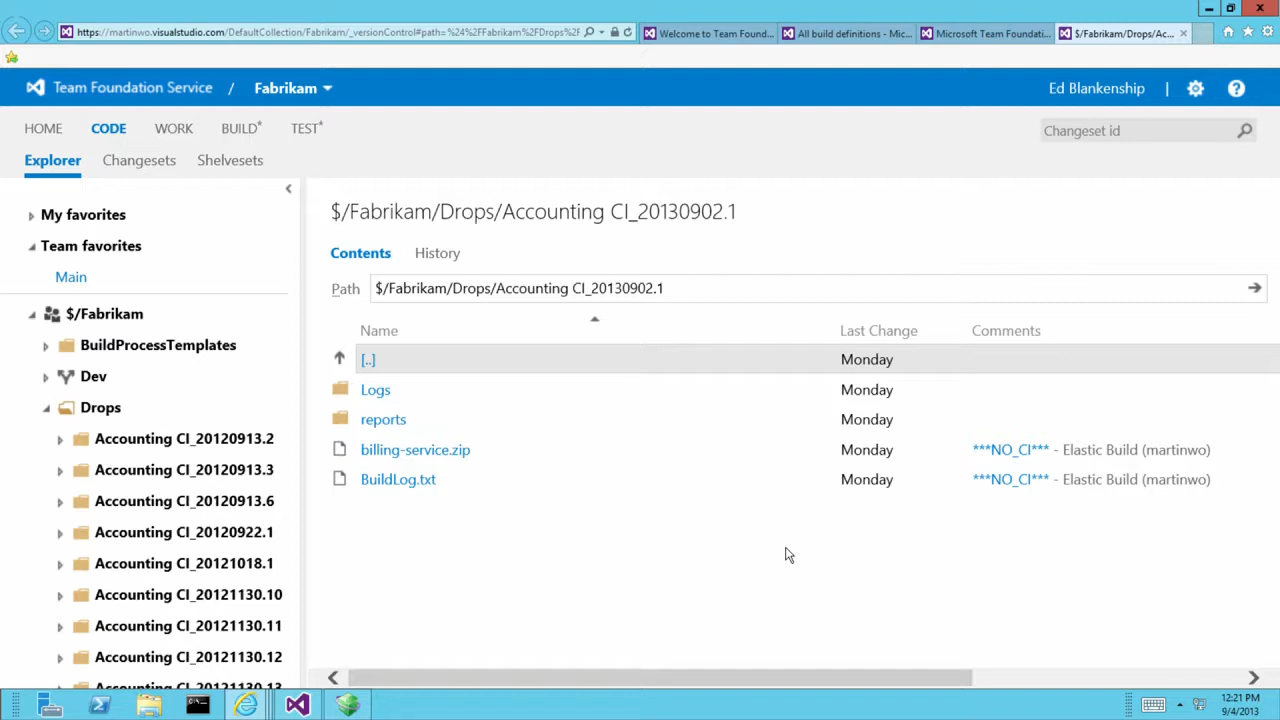 https://martinwo.visualstudio.com/DefaultCollection/Fabrikam/_versionControl#path=%24%2FFabrikam%2FDrops%2F
Welcome to Team Found...
All build definitions - Mic...
Microsoft Team Foundati...
$/Fabrikam/Drops/Ac...
Team Foundation Service / Fabrikam
Ed Blankenship |
HOME CODE WORK BUILD* TEST*
Changeset id
Explorer Changesets Shelvesets
My favorites
Team favorites
Main
$/Fabrikam
BuildProcessTemplates
Dev
Drops
Accounting CI_20120913.2
Accounting CI_20120913.3
Accounting CI_20120913.6
Accounting CI_20120922.1
Accounting CI_20121018.1
Accounting CI_20121130.10
Accounting CI_20121130.11
Accounting CI_20121130.12
Accounting CI_20121130.13
$/Fabrikam/Drops/Accounting CI_20130902.1
Contents History
Path $/Fabrikam/Drops/Accounting CI_20130902.1
Name Last Change Comments
[..] Monday
Logs Monday
reports Monday
billing-service.zip Monday ***NO_CI*** - Elastic Build (martinwo)
BuildLog.txt Monday ***NO_CI*** - Elastic Build (martinwo)
12:21 PM
9/4/2013